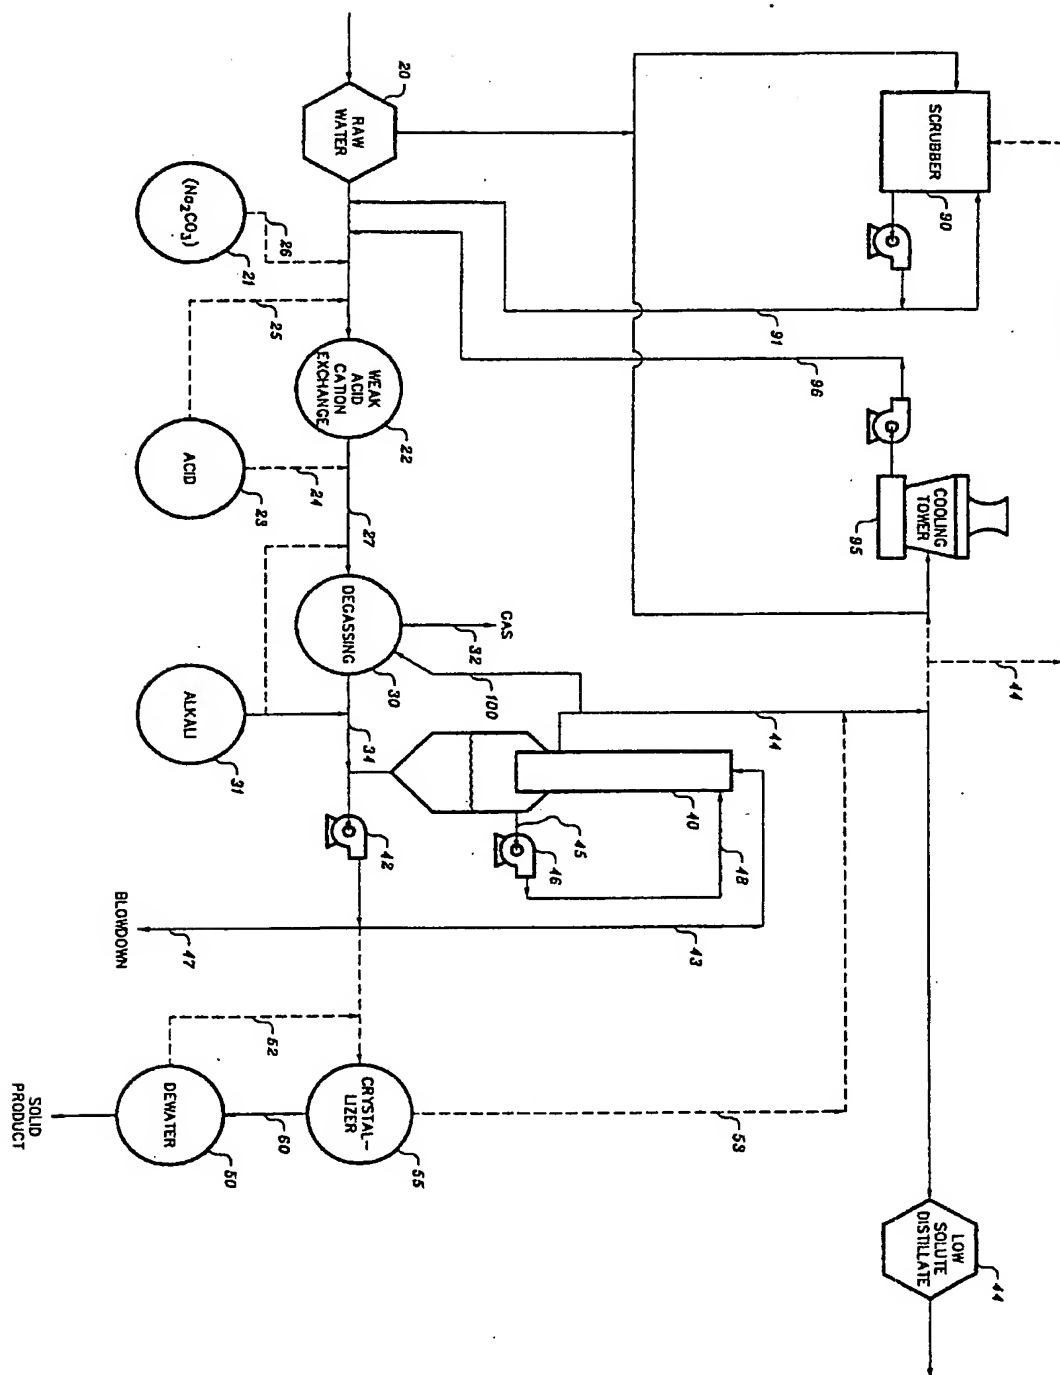 SCRUBBER
90
20
RAW
WATER
(Na2CO3)
26
21
25
91
96
WEAK
ACID
CATION
EXCHANGE
22
ACID
24
23
27
COOLING
TOWER
95
DEGASSING
30
GAS
32
100
44
44
ALKALI
31
34
40
45
46
48
42
43
BLOWDOWN
47
52
53
CRYSTAL-
LIZER
55
60
DEWATER
50
SOLID
PRODUCT
LOW
SOLUTE
DISTILLATE
44